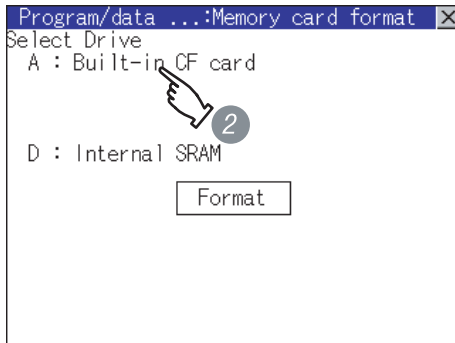 Program/data ...:Memory card format
Select Drive
A : Built-in CF card
2
D : Internal SRAM
Format